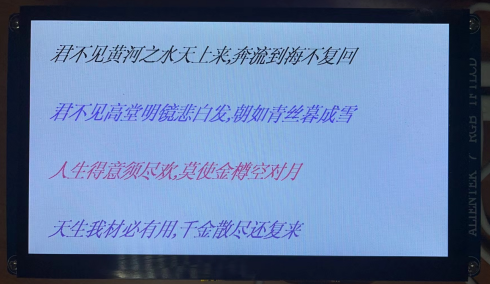 君不见黄河之水天上来,奔流到海不复回
君不见高堂明镜悲白发,朝如青丝暮成雪
人生得意须尽欢,莫使金樽空对月
天生我材必有用,千金散尽还复来
ALIENTEK / RGB TFTLCD